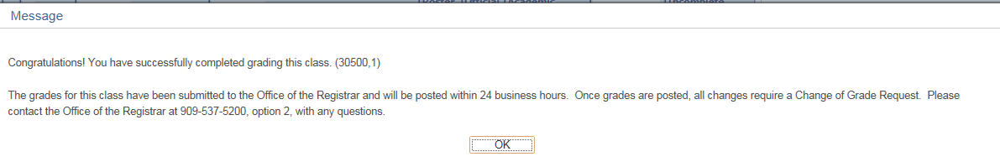 Message
Congratulations! You have successfully completed grading this class. (30500,1)
The grades for this class have been submitted to the Office of the Registrar and will be posted within 24 business hours.  Once grades are posted, all changes require a Change of Grade Request.  Please
contact the Office of the Registrar at 909-537-5200, option 2, with any questions.
OK